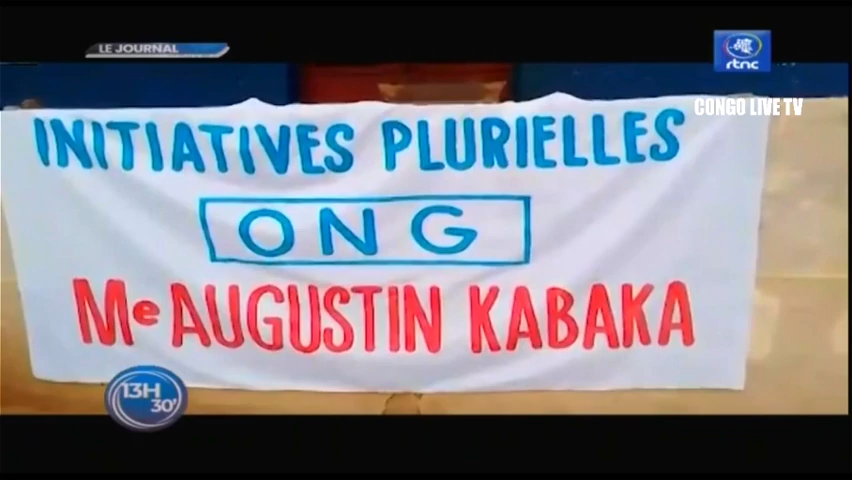 LE JOURNAL
rtnc
CONGO LIVE TV
INITIATIVES PLURIELLES
ONG
Me AUGUSTIN KABAKA
13H
30'